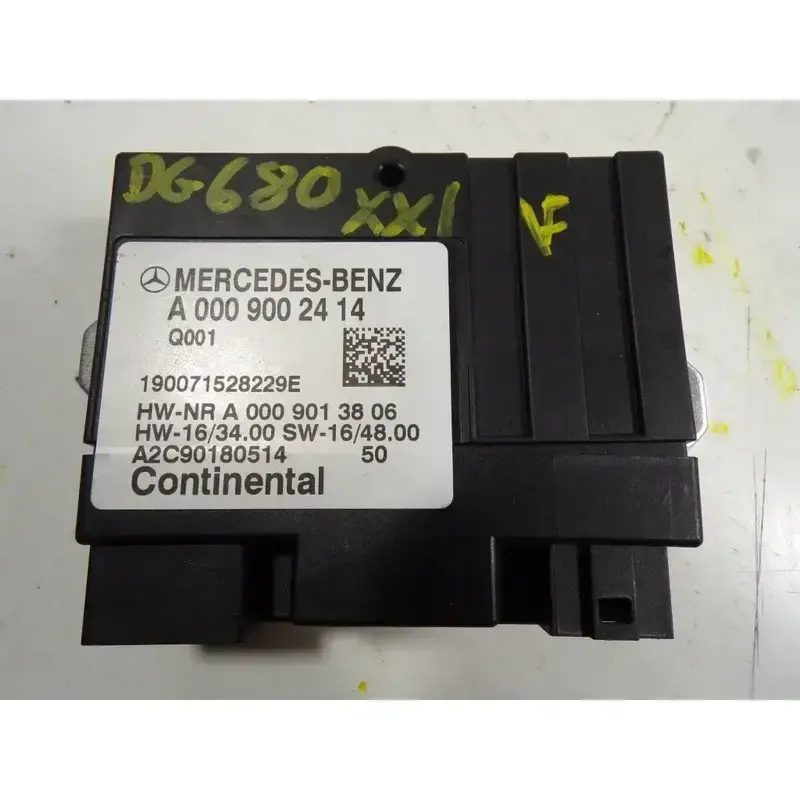 DG680 XX1 VF
MERCEDES-BENZ
A 000 900 24 14
Q001
190071528229E
HW-NR A 000 901 38 06
HW-16/34.00 SW-16/48.00
A2C90180514 50
Continental